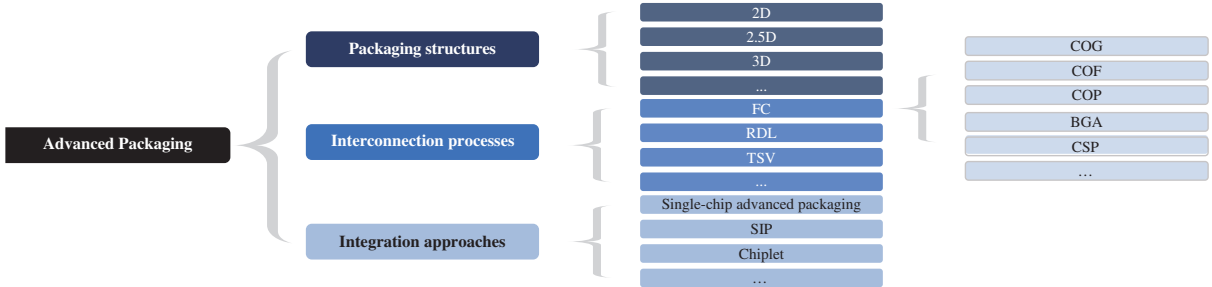 Advanced Packaging
Packaging structures
2D
2.5D
3D
...
Interconnection processes
FC
RDL
TSV
...
COG
COF
COP
BGA
CSP
…
Integration approaches
Single-chip advanced packaging
SIP
Chiplet
…